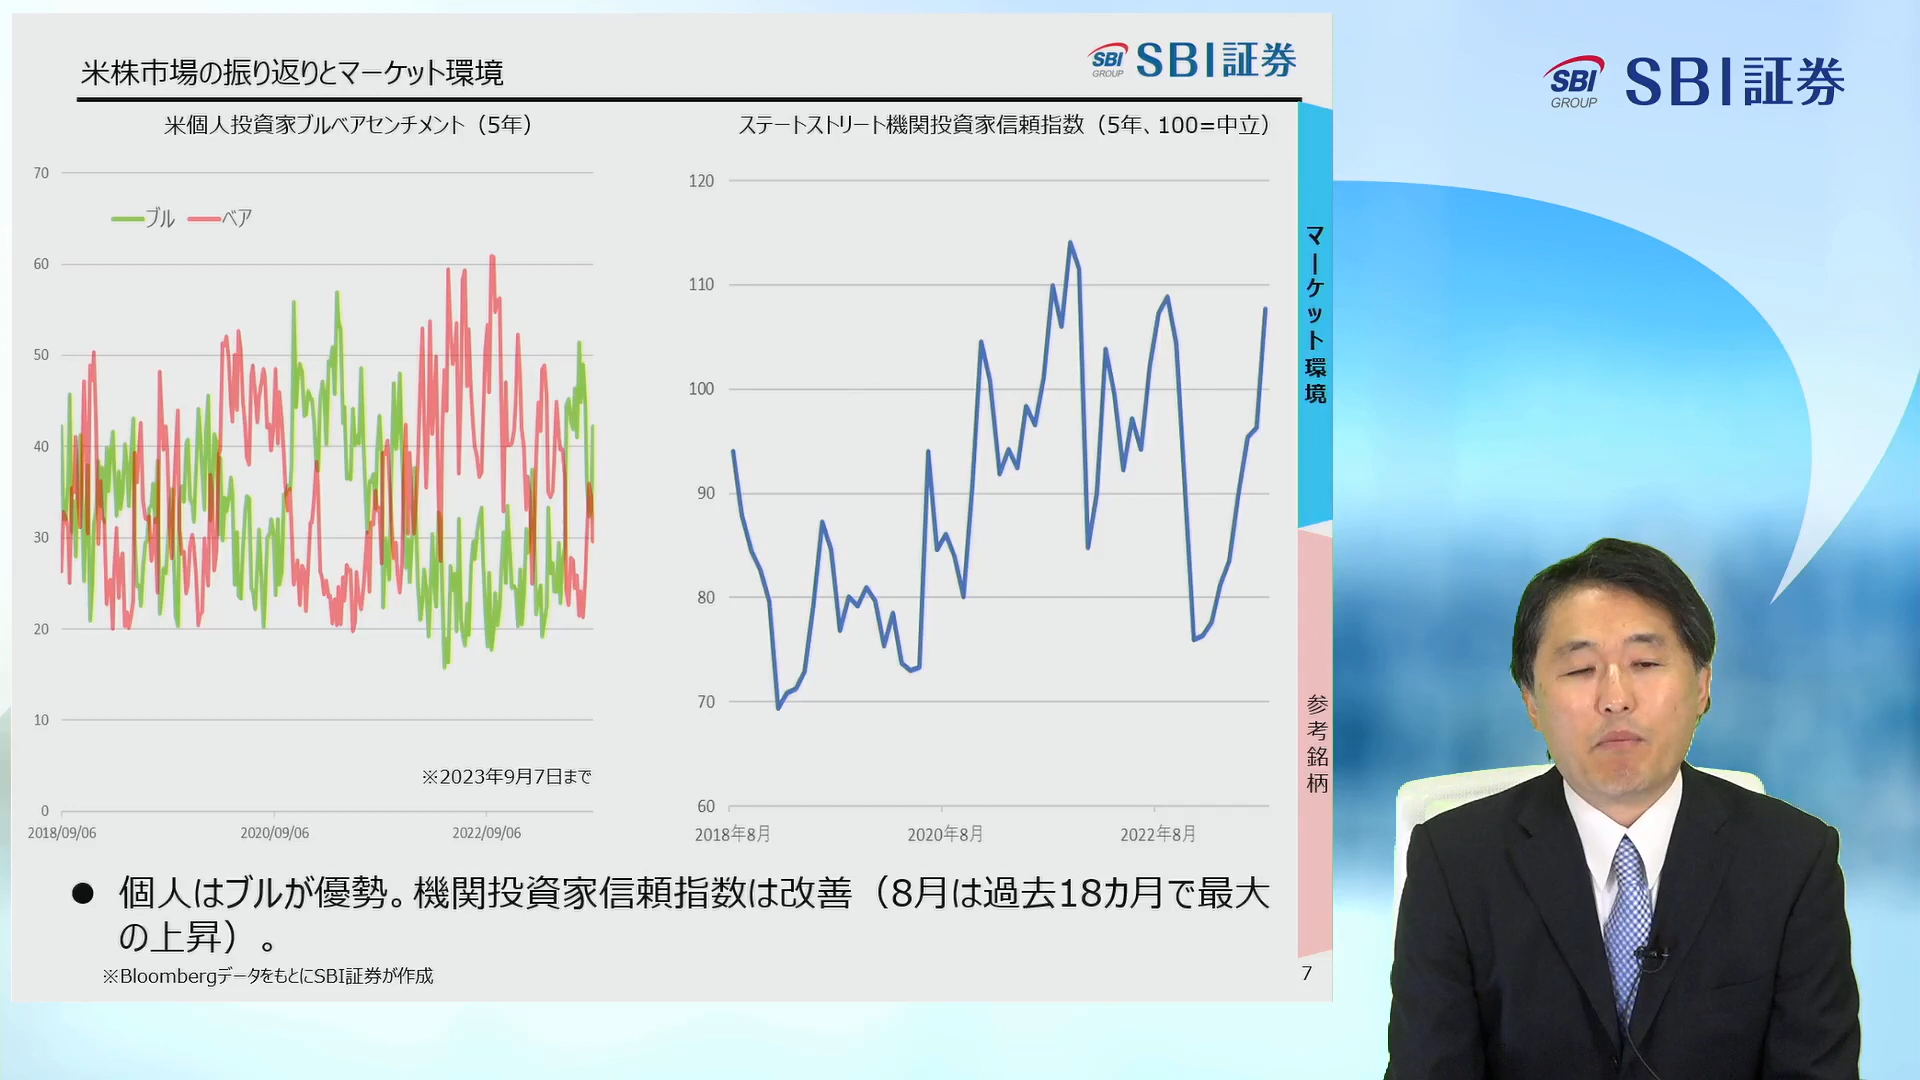 米株市場の振り返りとマーケット環境
SBI GROUP SBI証券
SBI GROUP SBI証券
米個人投資家ブルベアセンチメント（5年）
70
60
50
40
30
20
10
0
ブル ベア
※2023年9月7日まで
2018/09/06 2020/09/06 2022/09/06
ステートストリート機関投資家信頼指数（5年、100=中立）
120
110
100
90
80
70
60
2018年8月 2020年8月 2022年8月
マーケット環境
参考銘柄
● 個人はブルが優勢。機関投資家信頼指数は改善（8月は過去18カ月で最大
の上昇）。
※BloombergデータをもとにSBI証券が作成
7